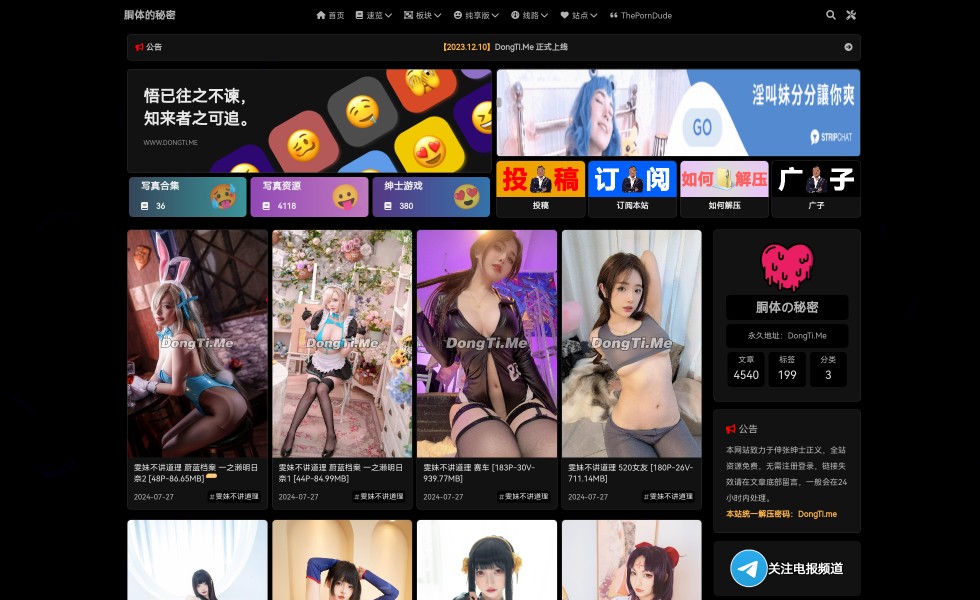 胴体的秘密
首页
速览
板块
纯享版
线路
站点
ThePornDude
公告
【2023.12.10】DongTi.Me 正式上线
悟已往之不谏，
知来者之可追。
WWW.DONGTI.ME
淫叫妹分分讓你爽
GO
STRIPCHAT
写真合集
36
写真资源
4118
绅士游戏
380
投稿
订阅
如何解压
广子
投稿
订阅本站
如何解压
广子
DongTi.Me
DongTi.Me
DongTi.Me
DongTi.Me
雯妹不讲道理 蔚蓝档案 一之濑明日
奈2 [48P-86.65MB]
2024-07-27
#雯妹不讲道理
雯妹不讲道理 蔚蓝档案 一之濑明日
奈1 [44P-84.99MB]
2024-07-27
#雯妹不讲道理
雯妹不讲道理 赛车 [183P-30V-
939.77MB]
2024-07-27
#雯妹不讲道理
雯妹不讲道理 520女友 [180P-26V-
711.14MB]
2024-07-27
#雯妹不讲道理
胴体の秘密
永久地址：DongTi.Me
文章
4540
标签
199
分类
3
公告
本网站致力于伸张绅士正义，全站
资源免费，无需注册登录，链接失
效请在文章底部留言，一般会在24
小时内处理。
本站统一解压密码：DongTi.me
关注电报频道